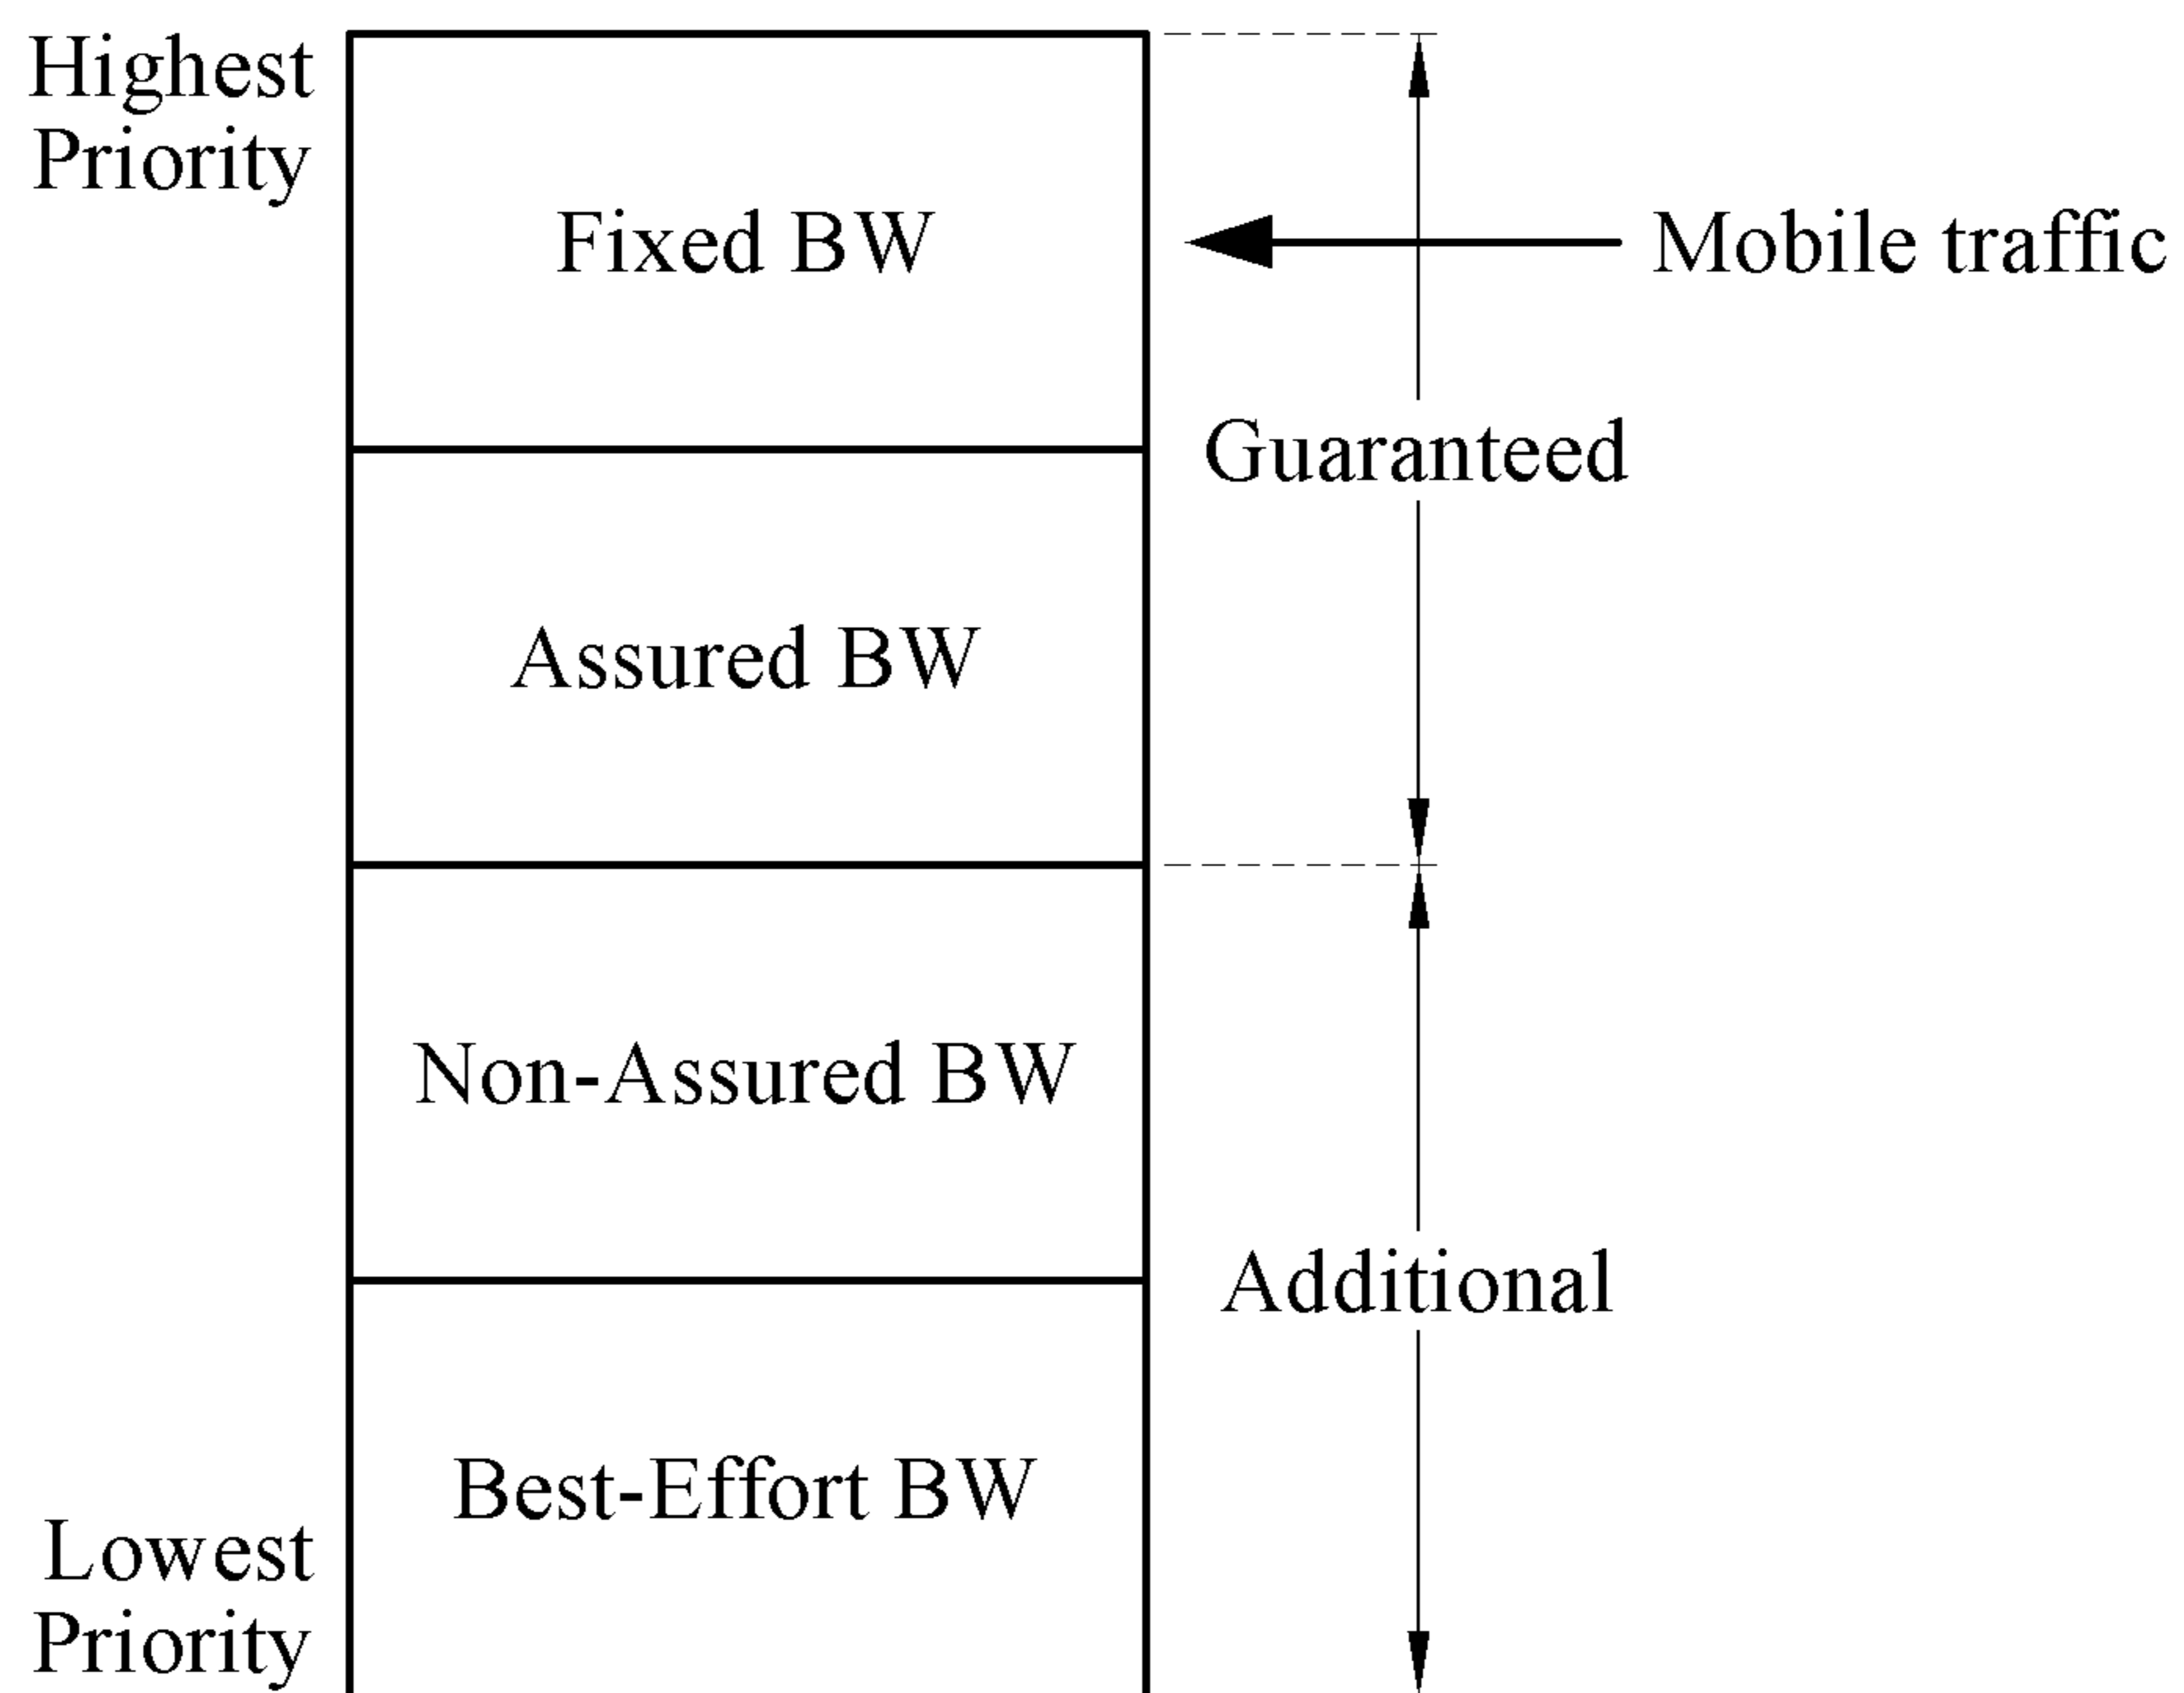 Highest
Priority
Fixed BW
Mobile traffic
Guaranteed
Assured BW
Non-Assured BW
Additional
Best-Effort BW
Lowest
Priority